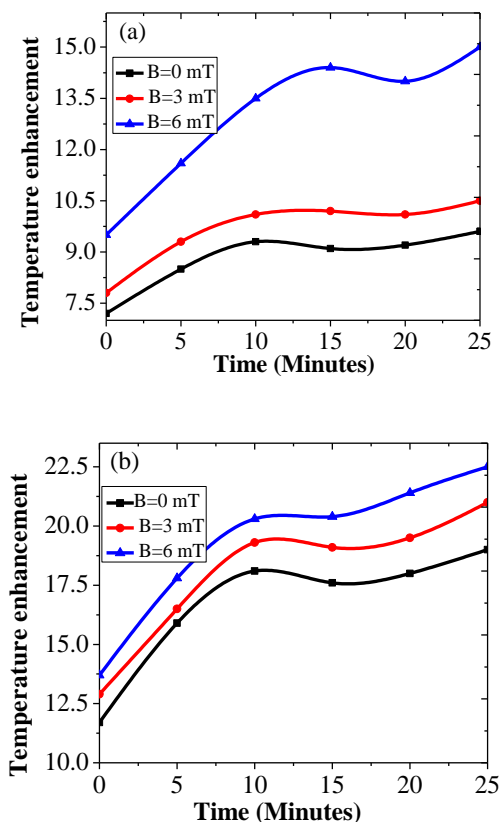 (a)
B=0 mT
B=3 mT
B=6 mT
Temperature enhancement
15.0
13.5
12.0
10.5
9.0
7.5
0 5 10 15 20 25
Time (Minutes)
(b)
B=0 mT
B=3 mT
B=6 mT
Temperature enhancement
22.5
20.0
17.5
15.0
12.5
10.0
0 5 10 15 20 25
Time (Minutes)